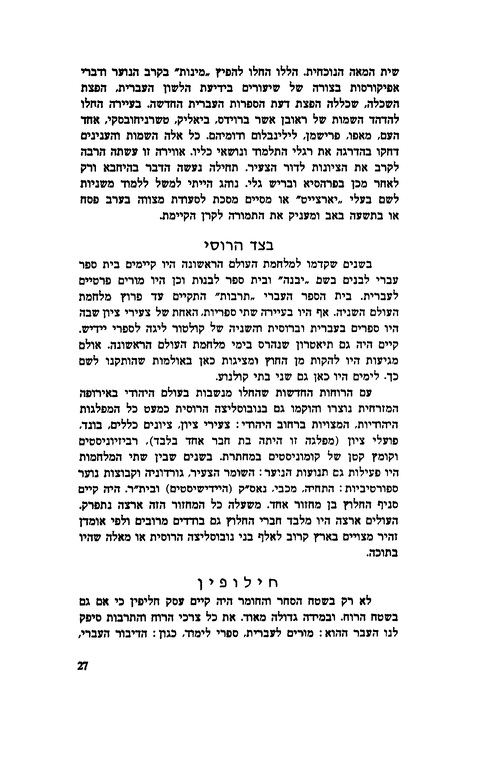 שית המאה הנוכחית. הללו החלו להפיץ „מינות” בקרב הנוער ודברי
אפיקורסות בצורה של שיעורים בידיעת הלשון העברית, הפצת
השכלה, שכללה הפצת דעת הספרות העברית החדשה. בעיירה החלו
להדהד השמות של ראובן אשר ברוידס, ביאליק, טשרניחובסקי, אחד
העם, מאפו, פרישמן, לילינבלום ודומיהם. כל אלה השמות והענינים
דחקו בהדרגה את רגלי התלמוד ונושאי כליו. אווירה זו עשתה הרבה
לקרב את הציונות לדור הצעיר. תחילה נעשה הדבר בהיחבא ורק
לאחר מכן בפרהסיא ובריש גלי. נוהג הייתי למשל ללמוד משניות
לשם בעלי „יארצייט” או מסיים מסכת לסעודת מצווה בערב פסח
או בתשעה באב ומעניק את התמורה לקרן הקיימת.
בצד הרוסי
בשנים שקדמו למלחמת העולם הראשונה היו קיימים בית ספר
עברי לבנים בשם „יבנה” ובית ספר לבנות וכן היו מורים פרטיים
לעברית. בית הספר העברי „תרבות” התקיים עד פרוץ מלחמת
העולם השניה. אף היו בעיירה שתי ספריות, האחת של צעירי ציון שבה
היו ספרים בעברית וברוסית והשניה של קולטור ליגה לספרי יידיש.
קיים היה גם תיאטרון שנהרס בימי מלחמת העולם הראשונה. אולם
מגיעות היו להקות מן החוץ ומציגות כאן באולמות שהותקנו לשם
כך. לימים היו כאן גם שני בתי קולנוע.
עם הרוחות החדשות שהחלו מנשבות בעולם היהודי באירופה
המזרחית נוצרו והוקמו גם בנובוסליצה הרוסית כמעט כל המפלגות
היהודיות, המצויות ברחוב היהודי: צעירי ציון, ציונים כללים, בונד,
פועלי ציון (מפלגה זו היתה בת חבר אחד בלבד), רביזיוניסטים
וקומץ קטן של קומוניסטים במחתרת. בשנים שבין שתי המלחמות
היו פעילות גם תנועות הנוער: השומר הצעיר, גורדוניה וקבוצות נוער
ספורטיביות: התחיה, מכבי, נאס"ק (היידישיסטים) ובית"ר. היה קיים
סניף החלוץ בן מחזור אחד. משעלה כל המחזור הזה ארצה נתפרק.
העולים ארצה היו מלבד חברי החלוץ גם בודדים מרובים ולפי אומדן
זהיר מצויים בארץ קרוב לאלף בני נובוסליצה הרוסית או מאלה שהיו
בתוכה.
חילופין
לא רק בשטח הסחר והחומר היה קיים עסק חליפין כי אם גם
בשטח הרוח. ובמידה גדולה מאוד. את כל צרכי הרוח והתרבות סיפק
לנו העבר ההוא: מורים לעברית, ספרי לימוד, כגון: הדיבור העברי,
27